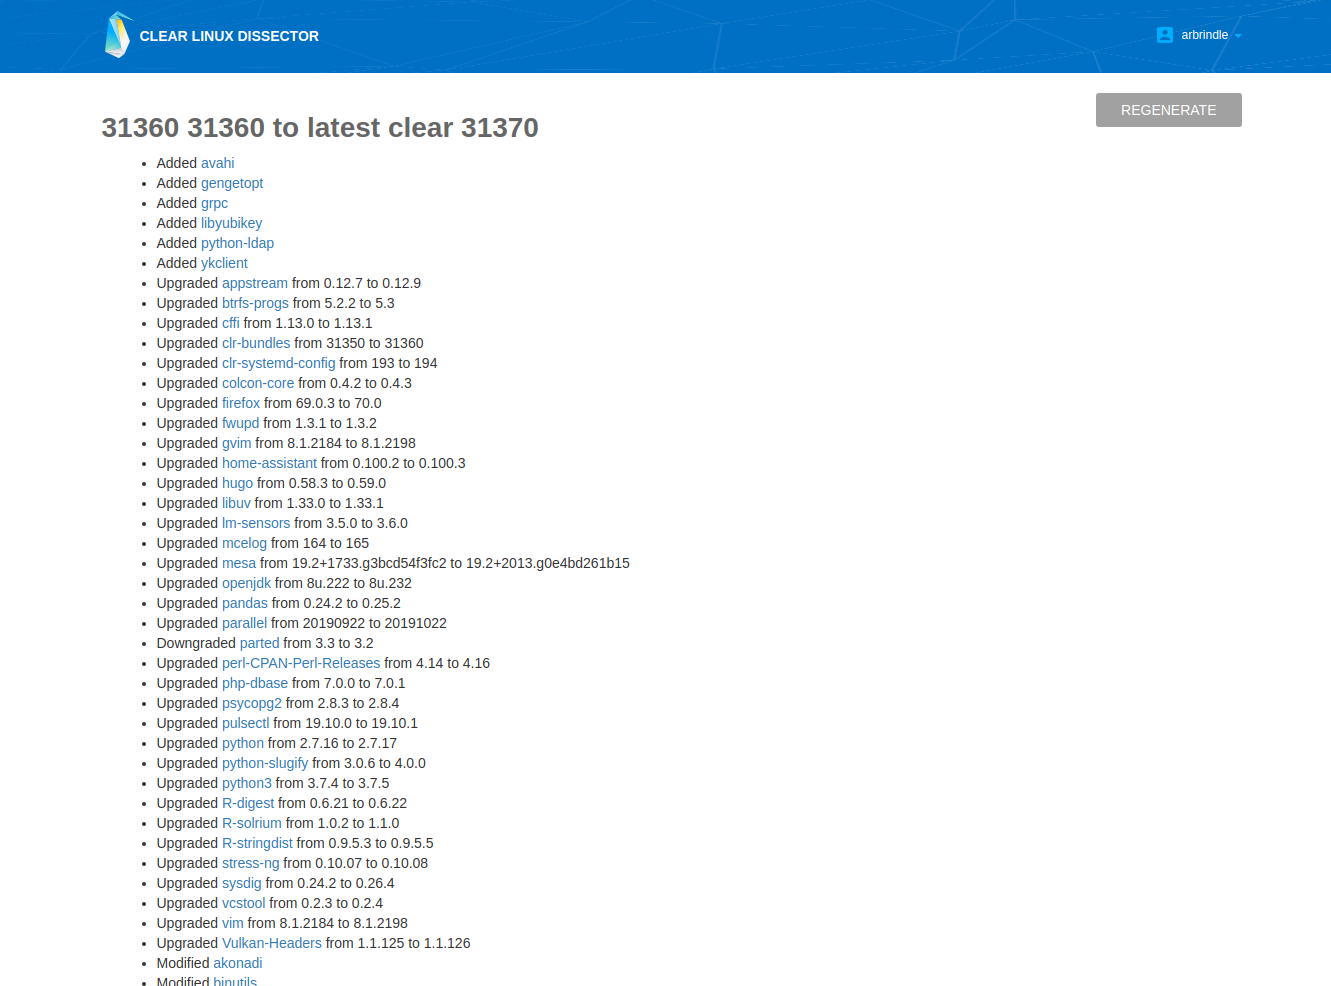 CLEAR LINUX DISSECTOR
arbrindle
REGENERATE
31360 31360 to latest clear 31370
Added avahi
Added gengetopt
Added grpc
Added libyubikey
Added python-ldap
Added ykclient
Upgraded appstream from 0.12.7 to 0.12.9
Upgraded btrfs-progs from 5.2.2 to 5.3
Upgraded cffi from 1.13.0 to 1.13.1
Upgraded clr-bundles from 31350 to 31360
Upgraded clr-systemd-config from 193 to 194
Upgraded colcon-core from 0.4.2 to 0.4.3
Upgraded firefox from 69.0.3 to 70.0
Upgraded fwupd from 1.3.1 to 1.3.2
Upgraded gvim from 8.1.2184 to 8.1.2198
Upgraded home-assistant from 0.100.2 to 0.100.3
Upgraded hugo from 0.58.3 to 0.59.0
Upgraded libuv from 1.33.0 to 1.33.1
Upgraded lm-sensors from 3.5.0 to 3.6.0
Upgraded mcelog from 164 to 165
Upgraded mesa from 19.2+1733.g3bcd54f3fc2 to 19.2+2013.g0e4bd261b15
Upgraded openjdk from 8u.222 to 8u.232
Upgraded pandas from 0.24.2 to 0.25.2
Upgraded parallel from 20190922 to 20191022
Downgraded parted from 3.3 to 3.2
Upgraded perl-CPAN-Perl-Releases from 4.14 to 4.16
Upgraded php-dbase from 7.0.0 to 7.0.1
Upgraded psycopg2 from 2.8.3 to 2.8.4
Upgraded pulsectl from 19.10.0 to 19.10.1
Upgraded python from 2.7.16 to 2.7.17
Upgraded python-slugify from 3.0.6 to 4.0.0
Upgraded python3 from 3.7.4 to 3.7.5
Upgraded R-digest from 0.6.21 to 0.6.22
Upgraded R-solrium from 1.0.2 to 1.1.0
Upgraded R-stringdist from 0.9.5.3 to 0.9.5.5
Upgraded stress-ng from 0.10.07 to 0.10.08
Upgraded sysdig from 0.24.2 to 0.26.4
Upgraded vcstool from 0.2.3 to 0.2.4
Upgraded vim from 8.1.2184 to 8.1.2198
Upgraded Vulkan-Headers from 1.1.125 to 1.1.126
Modified akonadi
Modified binutils